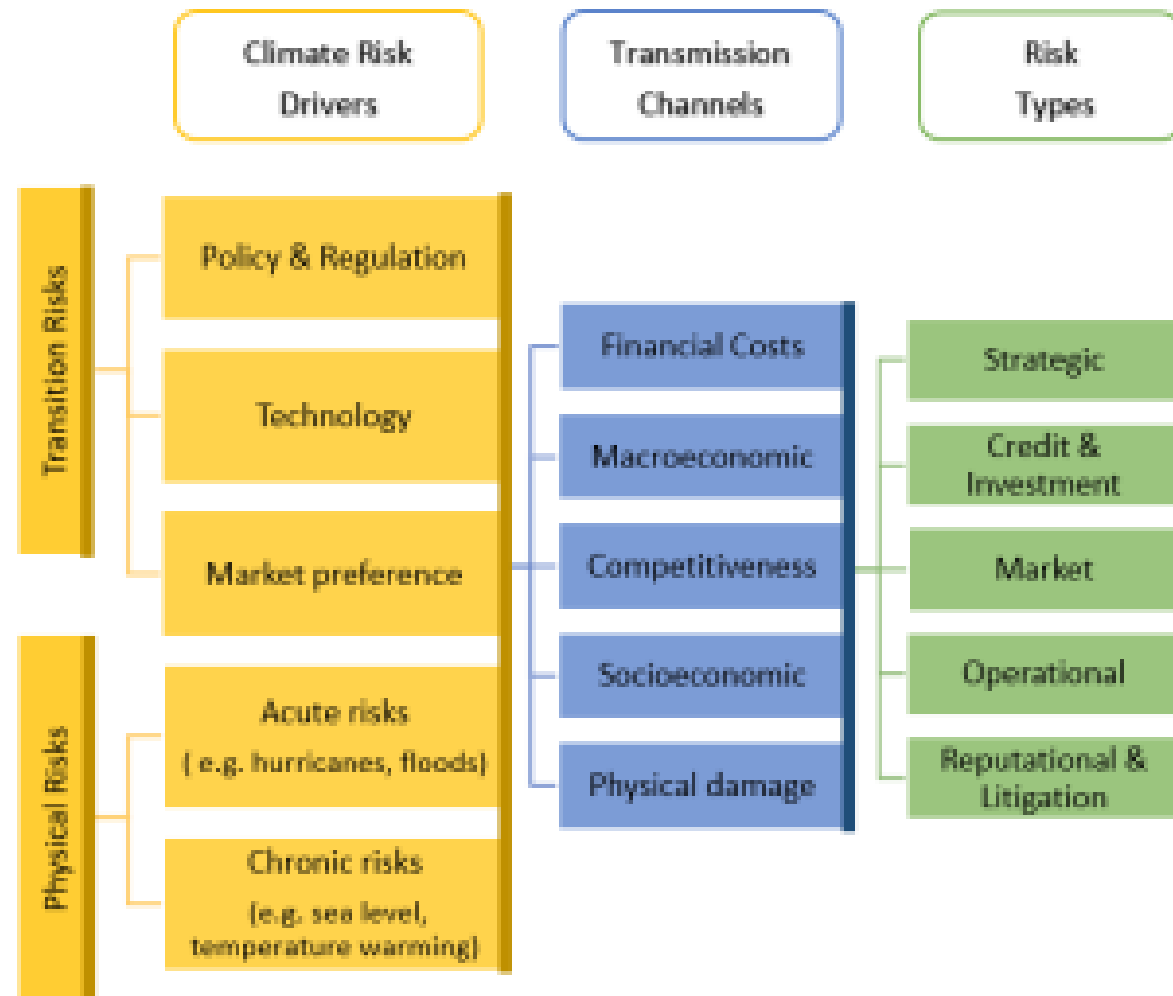 Climate Risk
Drivers
Transmission
Channels
Risk
Types
Transition Risks
Policy & Regulation
Technology
Market preference
Physical Risks
Acute risks
( e.g. hurricanes, floods)
Chronic risks
(e.g. sea level,
temperature warming)
Financial Costs
Macroeconomic
Competitiveness
Socioeconomic
Physical damage
Strategic
Credit &
Investment
Market
Operational
Reputational &
Litigation